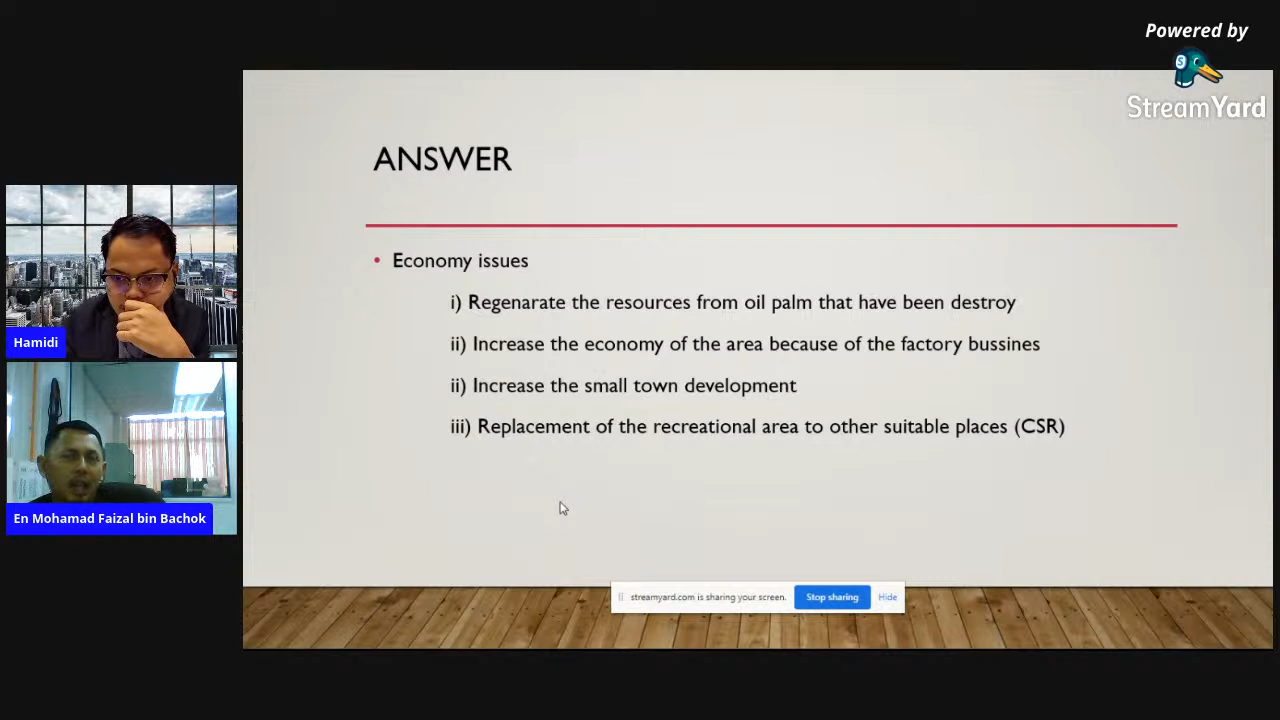 Powered by
StreamYard
ANSWER
• Economy issues
i) Regenarate the resources from oil palm that have been destroy
ii) Increase the economy of the area because of the factory bussines
ii) Increase the small town development
iii) Replacement of the recreational area to other suitable places (CSR)
Hamidi
En Mohamad Faizal bin Bachok
streamyard.com is sharing your screen.
Stop sharing
Hide